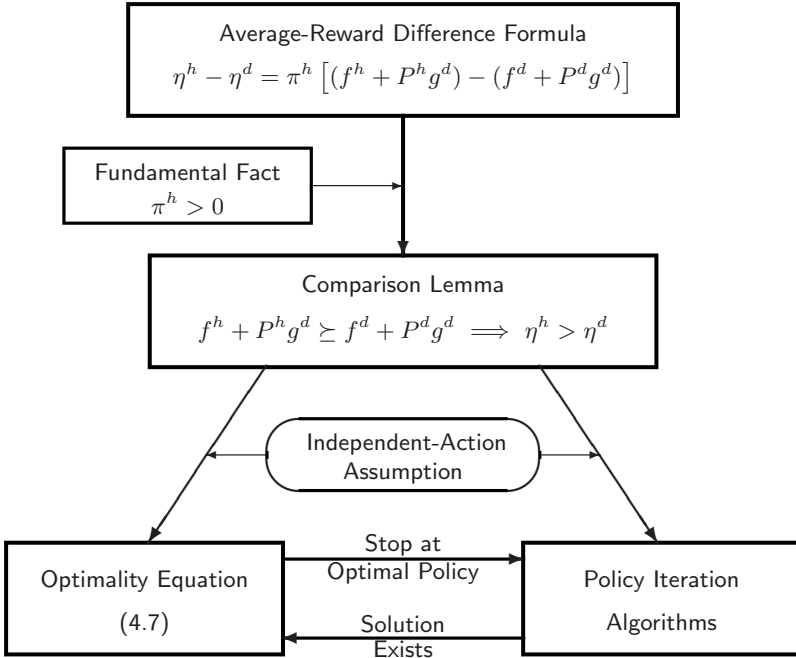 Average-Reward Difference Formula
η^h − η^d = π^h [(f^h + P^h g^d) − (f^d + P^d g^d)]
Fundamental Fact
π^h > 0
Comparison Lemma
f^h + P^h g^d ⪰ f^d + P^d g^d ⟹ η^h > η^d
Independent-Action
Assumption
Optimality Equation
(4.7)
Stop at
Optimal Policy
Solution
Exists
Policy Iteration
Algorithms